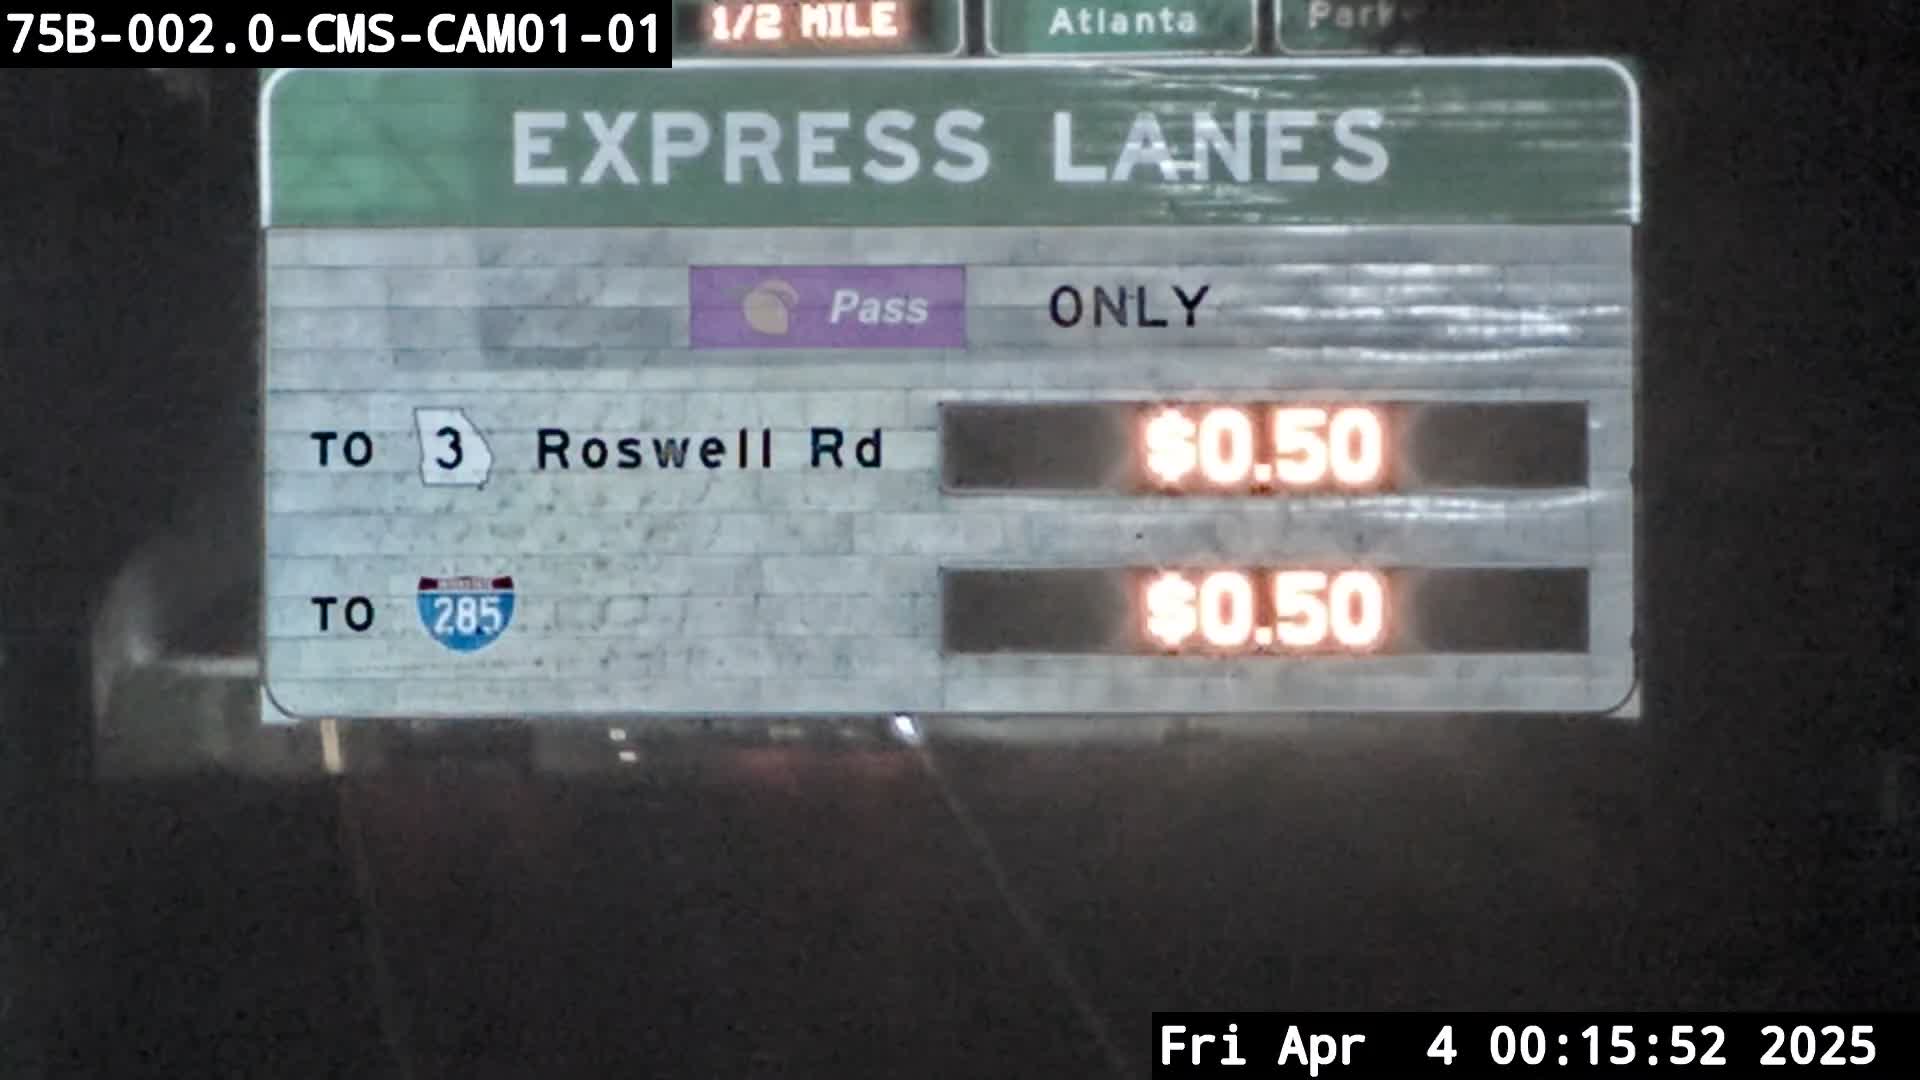 75B-002.0-CMS-CAM01-01
1/2 MILE
Atlanta
EXPRESS LANES
Pass ONLY
TO 3 Roswell Rd $0.50
TO 285 $0.50
Fri Apr 4 00:15:52 2025